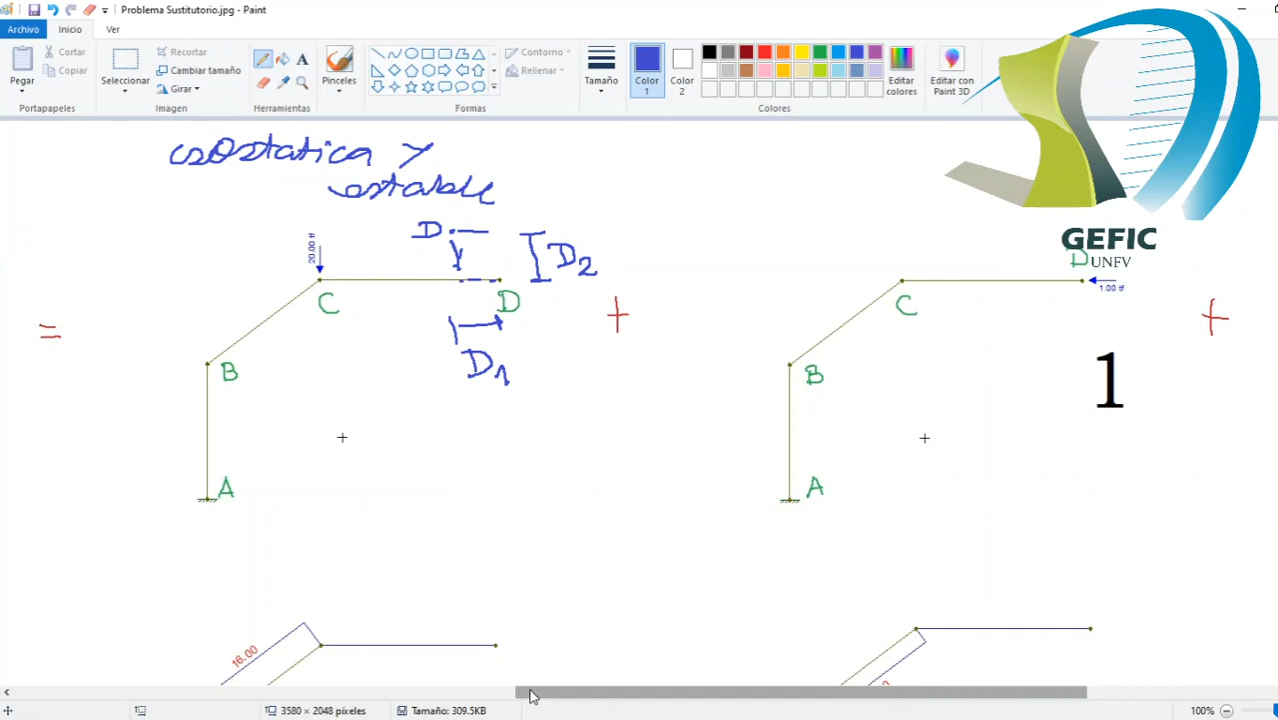 Problema Sustitutorio.jpg - Paint
Archivo
Inicio
Ver
Pegar
Cortar
Copiar
Portapapeles
Seleccionar
Recortar
Cambiar tamaño
Girar
Imagen
A
Herramientas
Pinceles
Contorno
Rellenar
Formas
Tamaño
Color
1
Color
2
Editar
colores
Colores
Editar con
Paint 3D
GEFIC
UNFV
isostatica y
estable
D
D2
20.00 tf
C
D
D1
B
A
=
+
D
1.00 tf
C
B
A
1
+
16.00
3580 × 2048 píxeles
Tamaño: 309.5KB
100%